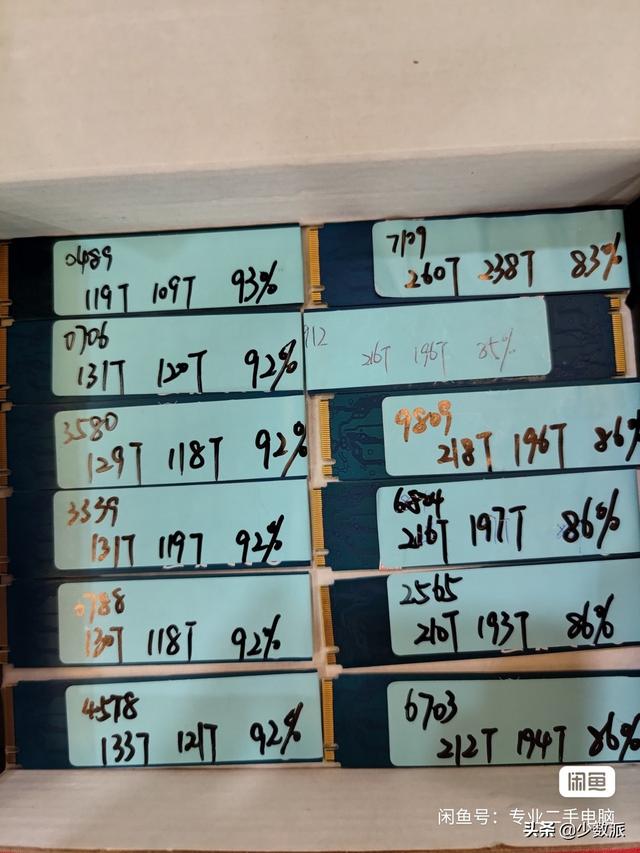 0489
119T 109T 93%
0706
131T 120T 92%
3580
129T 118T 92%
3339
131T 119T 92%
0788
130T 118T 92%
4578
133T 121T 92%
7109
260T 238T 83%
912
216T 196T 85%
9809
218T 196T 86%
6804
216T 197T 86%
2565
210T 193T 86%
6703
212T 194T 86%
闲鱼
闲鱼号：专业二手电脑
头条 @少数派